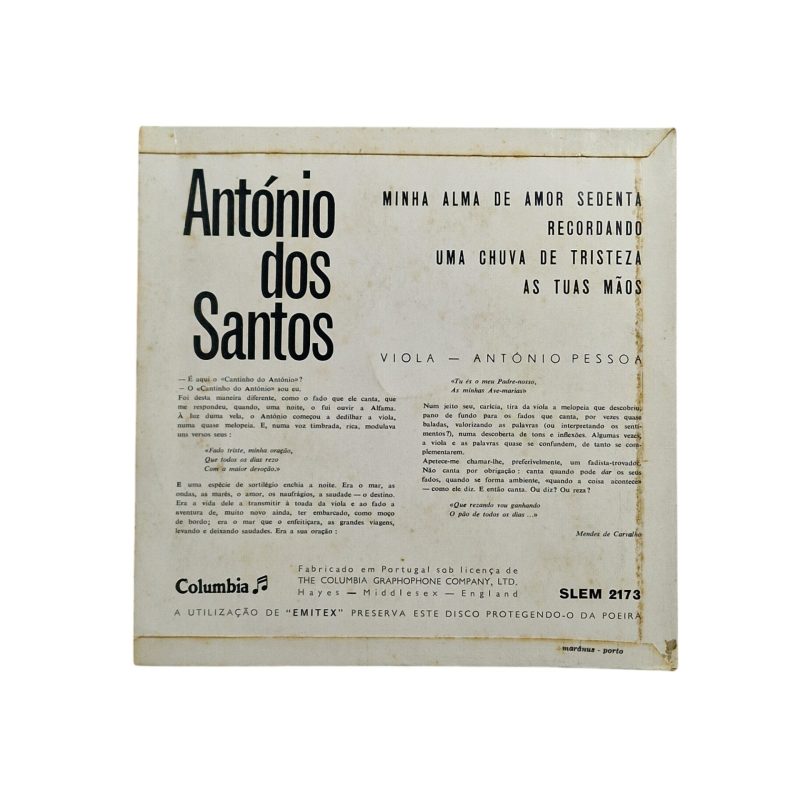 António
dos
Santos
MINHA ALMA DE AMOR SEDENTA
RECORDANDO
UMA CHUVA DE TRISTEZA
AS TUAS MÃOS
VIOLA — ANTÓNIO PESSOA
— É aqui o «Cantinho do António»?
— O «Cantinho do António» sou eu.
Foi desta maneira diferente, como o fado que ele canta, que
me respondeu, quando, uma noite, o fui ouvir a Alfama.
À luz duma vela, o António começou a dedilhar a viola,
numa quase melopeia. E, numa voz timbrada, rica, modulava
uns versos seus :
«Fado triste, minha oração,
Que todos os dias rezo
Com a maior devoção.»
E uma espécie de sortilégio enchia a noite. Era o mar, as
ondas, as marés, o amor, os naufrágios, a saudade — o destino.
Era a vida dele a transmitir à toada da viola e ao fado a
aventura de, muito novo ainda, ter embarcado, como moço
de bordo; era o mar que o enfeitiçara, as grandes viagens,
levando e deixando saudades. Era a sua oração :
«Tu és o meu Padre-nosso,
As minhas Ave-marias»
Num jeito seu, carícia, tira da viola a melopeia que descobriu,
pano de fundo para os fados que canta, por vezes quase
baladas, valorizando as palavras (ou interpretando os senti-
mentos?), numa descoberta de tons e inflexões. Algumas vezes,
a viola e as palavras quase se confundem, de tanto se com-
plementarem.
Apetece-me chamar-lhe, preferivelmente, um fadista-trovador.
Não canta por obrigação : canta quando pode dar os seus
fados, quando se forma ambiente, «quando a coisa acontece»
— como ele diz. E então canta. Ou diz? Ou reza?
«Que rezando vou ganhando
O pão de todos os dias ...»
Mendes de Carvalho
Columbia
Fabricado em Portugal sob licença de
THE COLUMBIA GRAPHOPHONE COMPANY, LTD.
Hayes — Middlesex — England
SLEM 2173
A UTILIZAÇÃO DE "EMITEX" PRESERVA ESTE DISCO PROTEGENDO-O DA POEIRA
marânus - porto